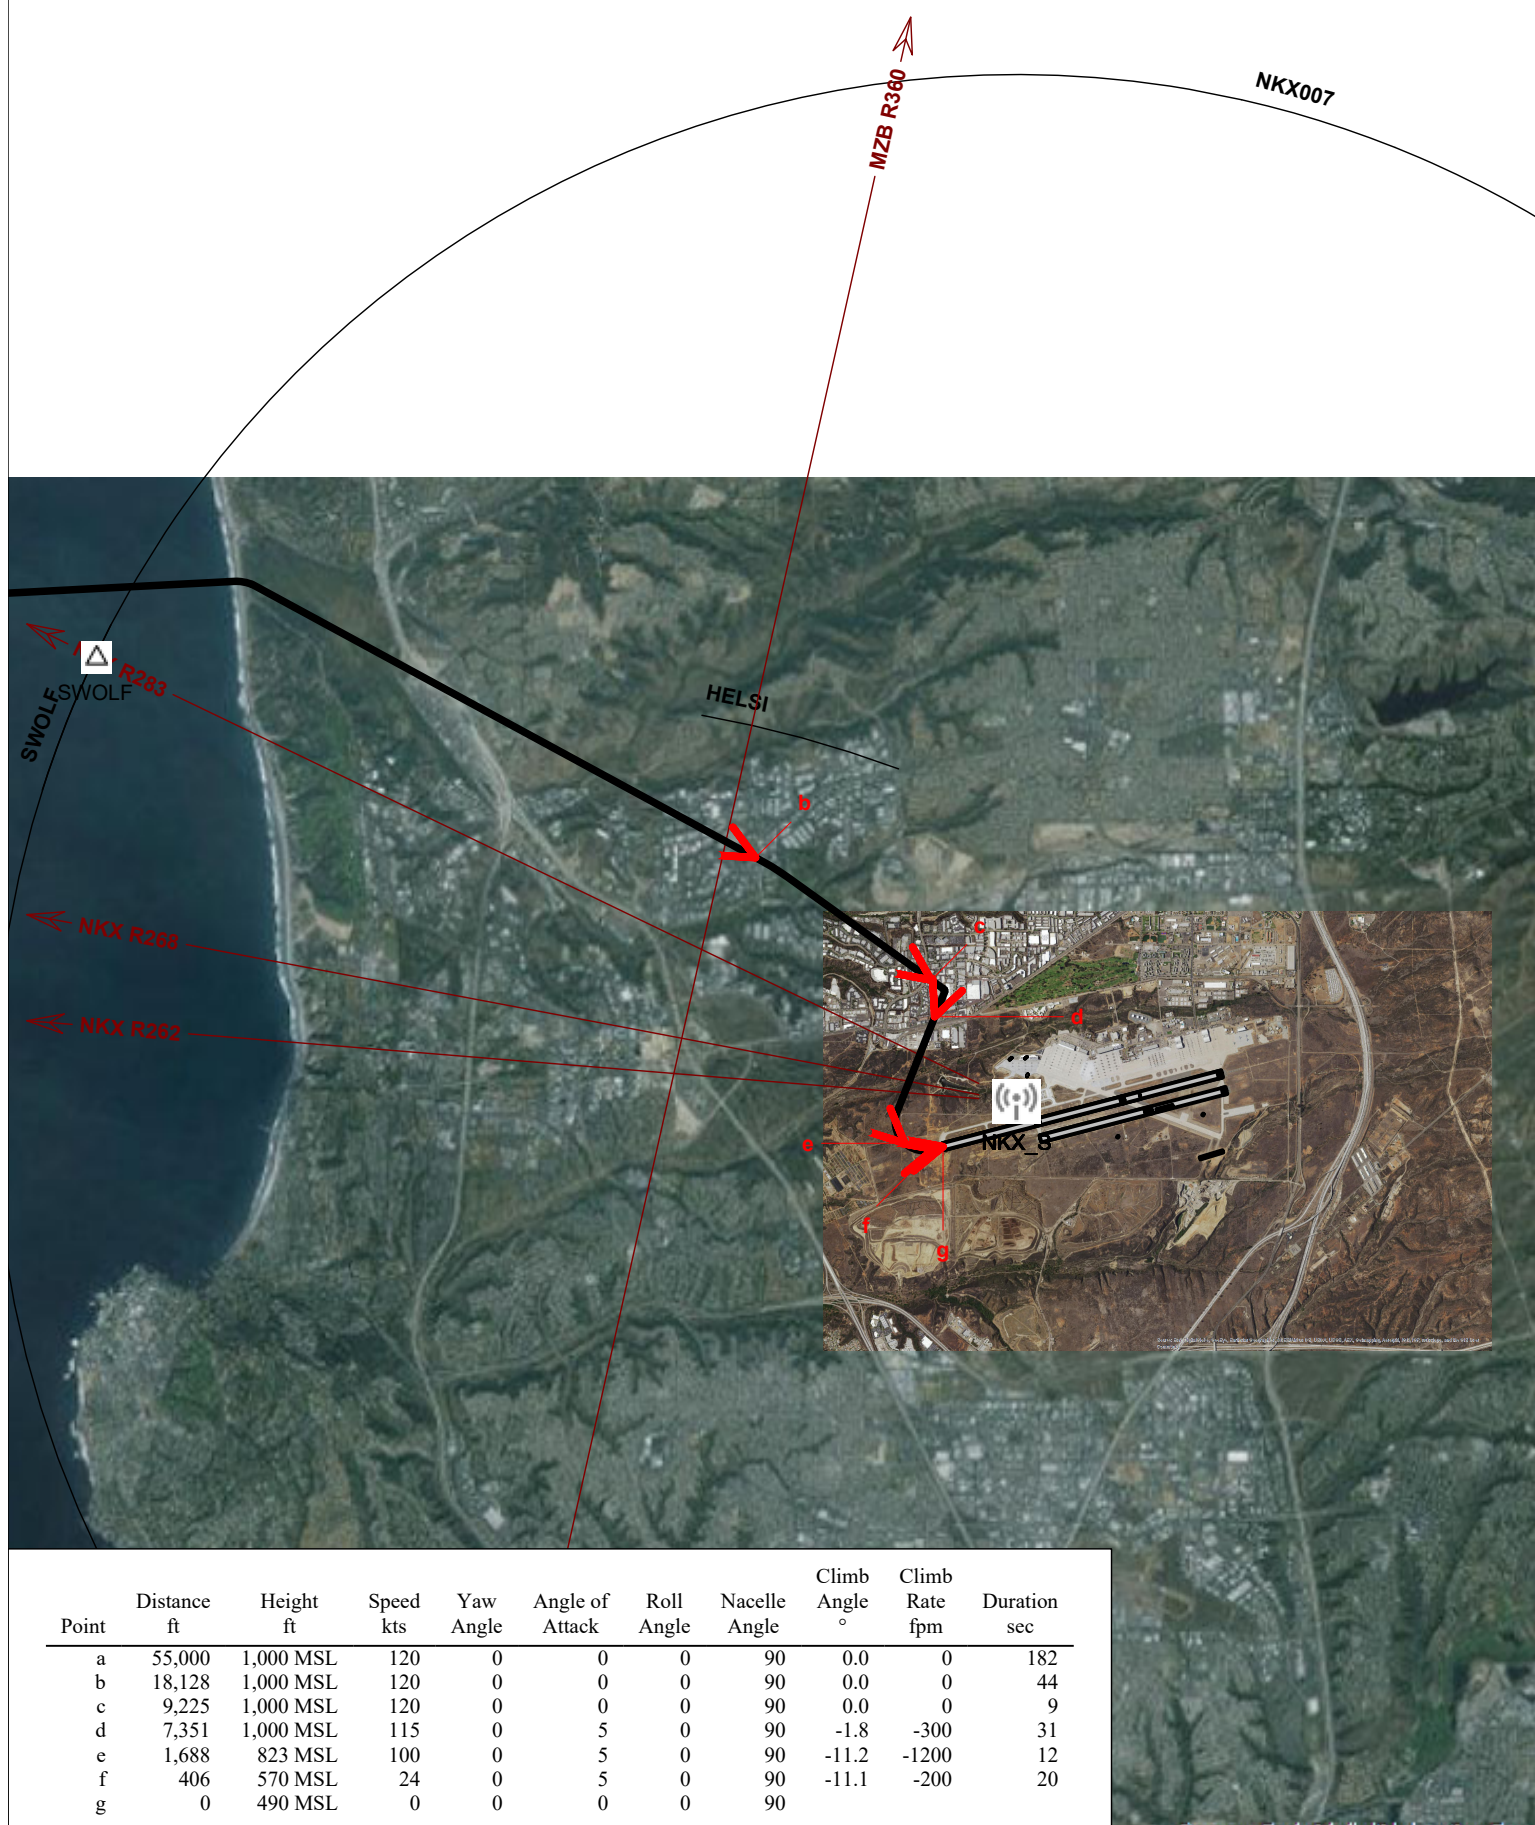 NKX007
MZB R360
R283
SWOLF
SWOLF
HELSI
b
NKX R268
c
NKX R262
d
e
NKX_S
f
g
Point Distance ft Height ft Speed kts Yaw Angle Angle of Attack Roll Angle Nacelle Angle Climb Angle ° Climb Rate fpm Duration sec
a 55,000 1,000 MSL 120 0 0 0 90 0.0 0 182
b 18,128 1,000 MSL 120 0 0 0 90 0.0 0 44
c 9,225 1,000 MSL 120 0 0 0 90 0.0 0 9
d 7,351 1,000 MSL 115 0 5 0 90 -1.8 -300 31
e 1,688 823 MSL 100 0 5 0 90 -11.2 -1200 12
f 406 570 MSL 24 0 5 0 90 -11.1 -200 20
g 0 490 MSL 0 0 0 0 90